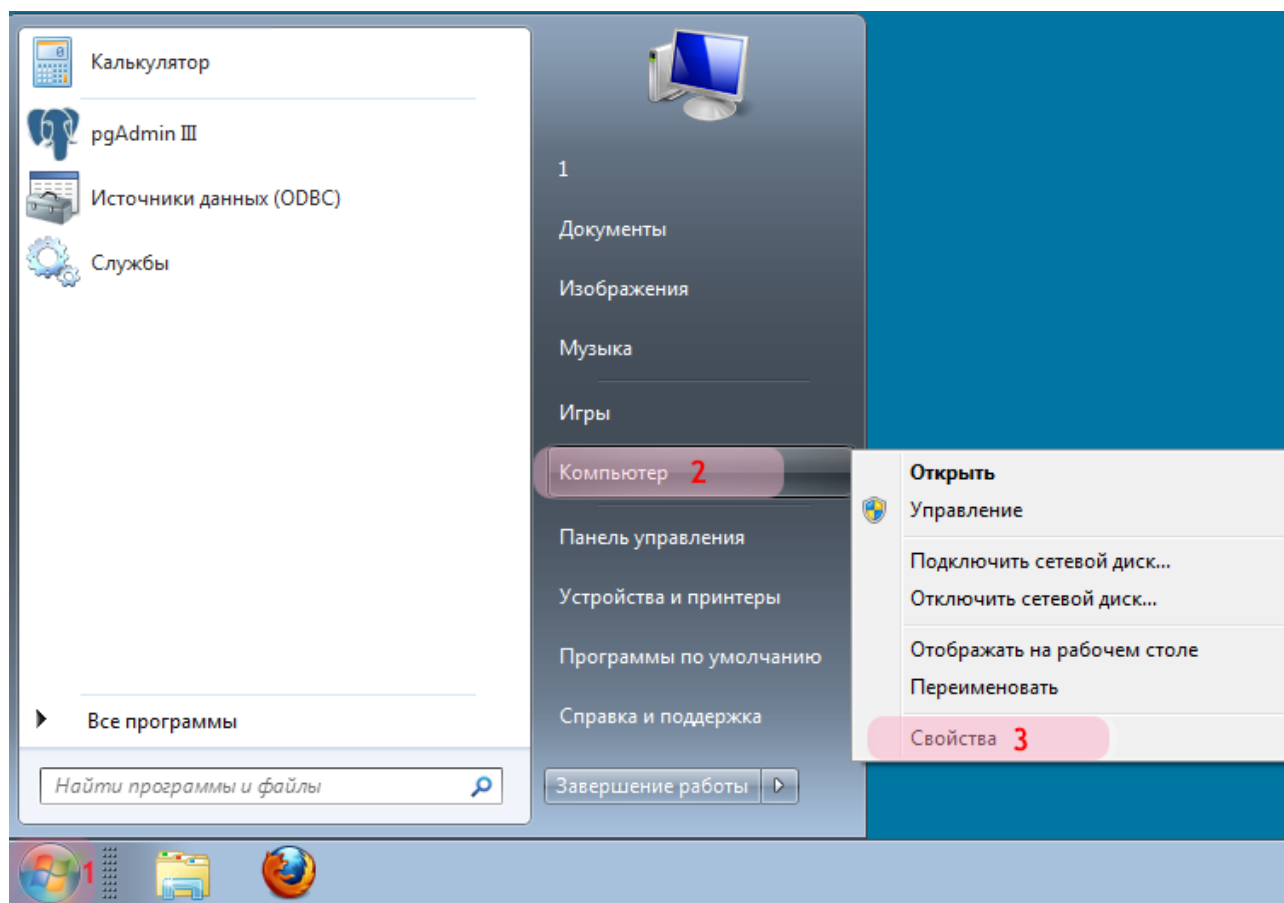 Калькулятор
pgAdmin III
Источники данных (ODBC)
Службы
Все программы
Найти программы и файлы
1
Документы
Изображения
Музыка
Игры
Компьютер 2
Панель управления
Устройства и принтеры
Программы по умолчанию
Справка и поддержка
Завершение работы
Открыть
Управление
Подключить сетевой диск...
Отключить сетевой диск...
Отображать на рабочем столе
Переименовать
Свойства 3
1